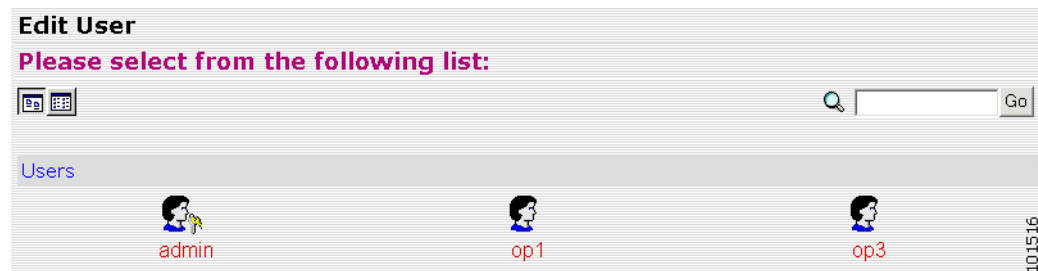 Edit User
Please select from the following list:
Go
Users
admin op1 op3
101516